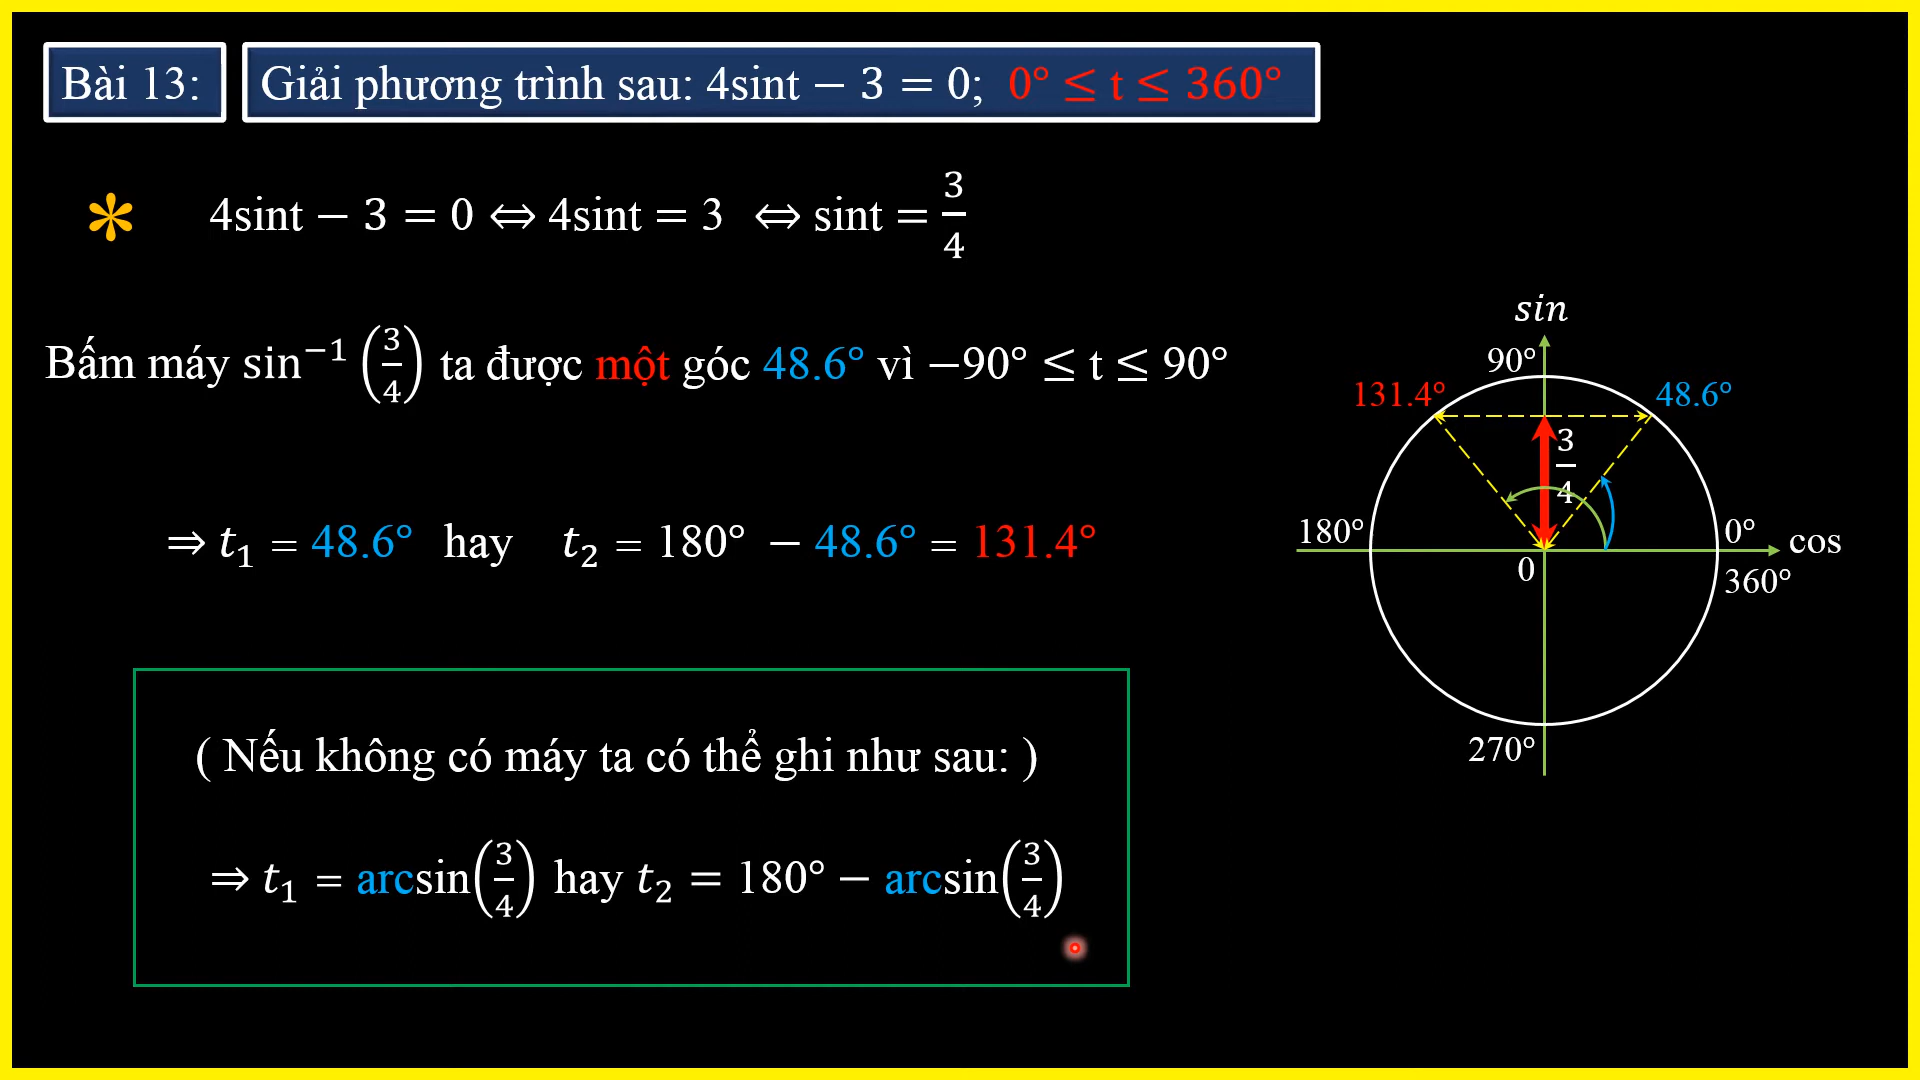 Bài 13: Giải phương trình sau: 4sint − 3 = 0; 0° ≤ t ≤ 360°
* 4sint − 3 = 0 ⇔ 4sint = 3 ⇔ sint = 3/4
Bấm máy sin⁻¹(3/4) ta được một góc 48.6° vì −90° ≤ t ≤ 90°
⇒ t₁ = 48.6° hay t₂ = 180° − 48.6° = 131.4°
( Nếu không có máy ta có thể ghi như sau: )
⇒ t₁ = arcsin(3/4) hay t₂ = 180° − arcsin(3/4)
sin
90°
131.4° 48.6°
3/4
180° 0° cos
0 360°
270°